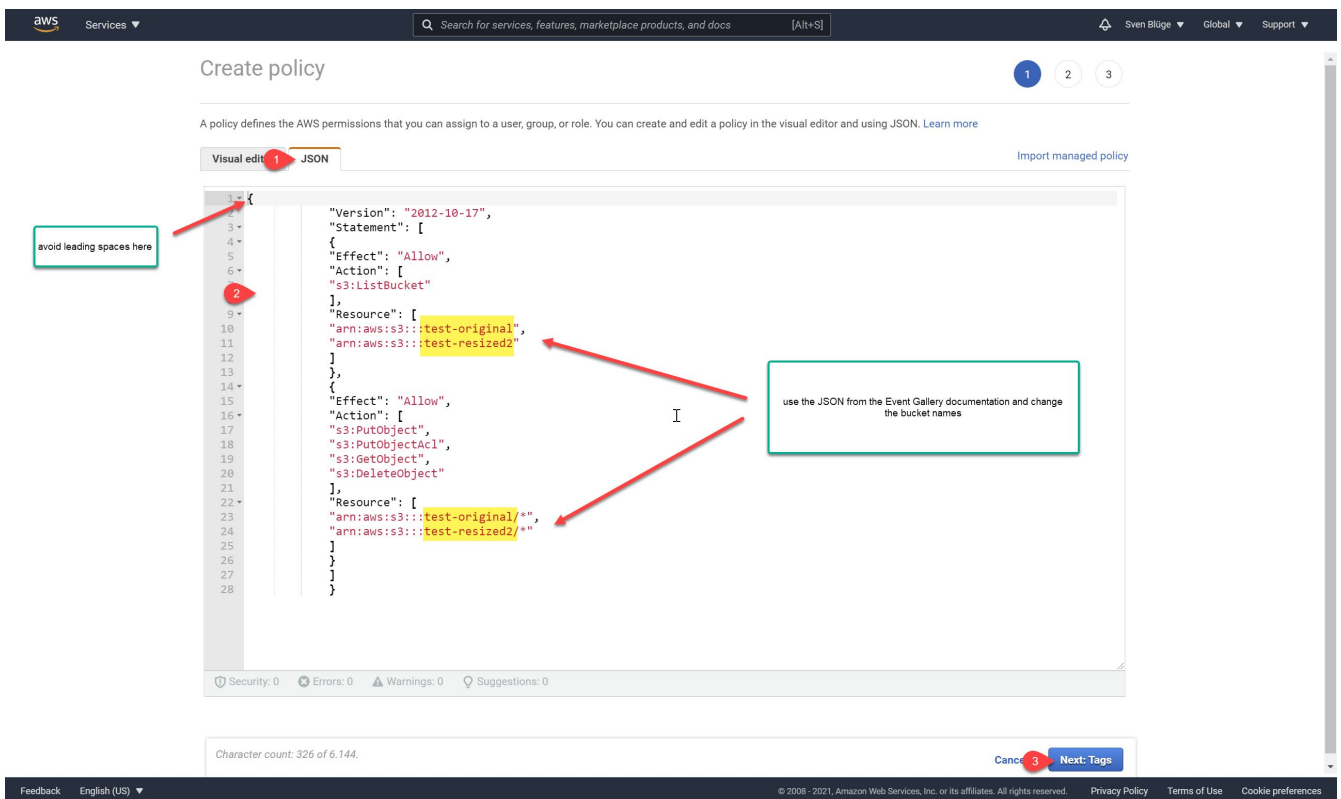 aws Services ▼ Search for services, features, marketplace products, and docs [Alt+S] Sven Blüge ▼ Global ▼ Support ▼
Create policy 1 2 3
A policy defines the AWS permissions that you can assign to a user, group, or role. You can create and edit a policy in the visual editor and using JSON. Learn more
Visual edit 1 JSON Import managed policy
1 {
2 "Version": "2012-10-17",
3 "Statement": [
4 {
5 "Effect": "Allow",
6 "Action": [
"s3:ListBucket"
],
9 "Resource": [
10 "arn:aws:s3:::test-original",
11 "arn:aws:s3:::test-resized2"
12 ]
13 },
14 {
15 "Effect": "Allow",
16 "Action": [
17 "s3:PutObject",
18 "s3:PutObjectAcl",
19 "s3:GetObject",
20 "s3:DeleteObject"
21 ],
22 "Resource": [
23 "arn:aws:s3:::test-original/*",
24 "arn:aws:s3:::test-resized2/*"
25 ]
26 }
27 ]
28 }
avoid leading spaces here
2
use the JSON from the Event Gallery documentation and change
the bucket names
Security: 0 Errors: 0 Warnings: 0 Suggestions: 0
Character count: 326 of 6.144.
Cance 3 Next: Tags
Feedback English (US) ▼ © 2008 - 2021, Amazon Web Services, Inc. or its affiliates. All rights reserved. Privacy Policy Terms of Use Cookie preferences